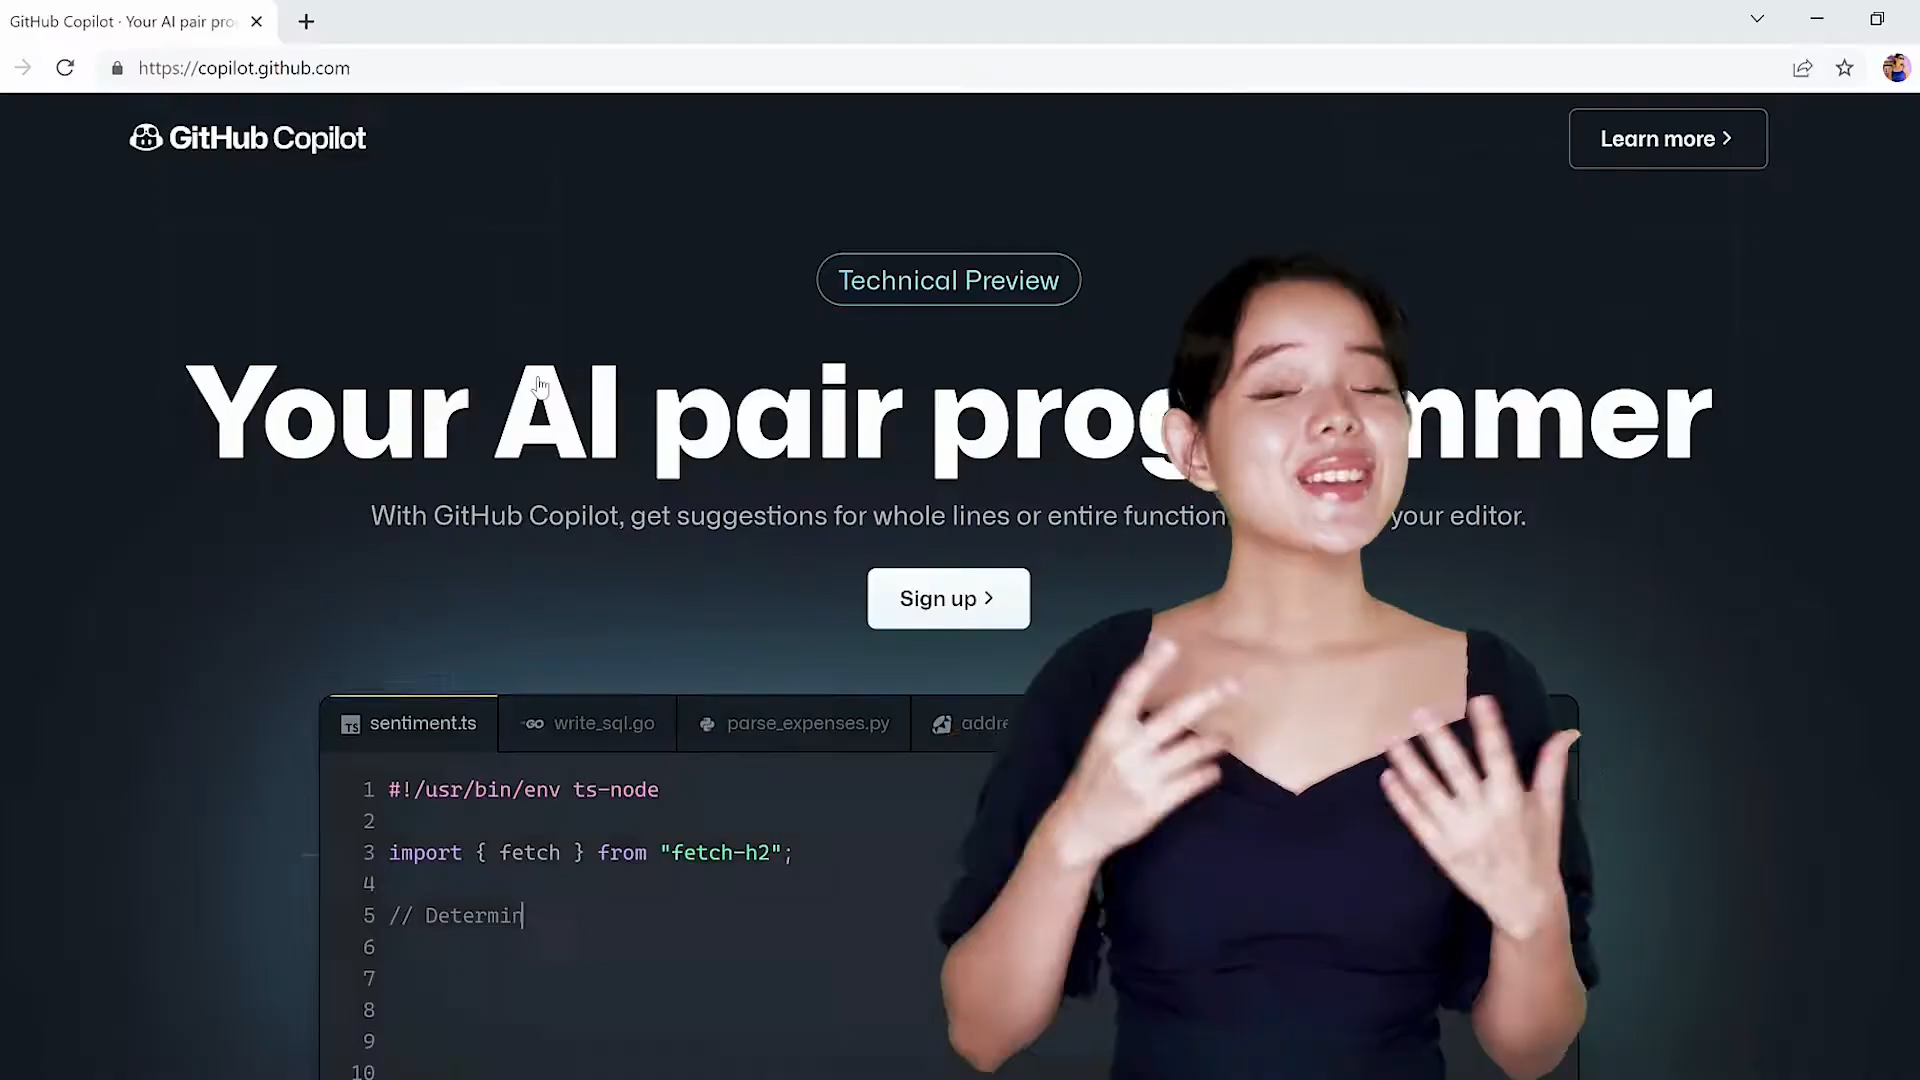 GitHub Copilot · Your AI pair pro
https://copilot.github.com
GitHub Copilot
Learn more >
Technical Preview
Your AI pair prog mmer
With GitHub Copilot, get suggestions for whole lines or entire function your editor.
Sign up >
TS sentiment.ts GO write_sql.go parse_expenses.py addre
1 #!/usr/bin/env ts-node
2
3 import { fetch } from "fetch-h2";
4
5 // Determin
6
7
8
9
10